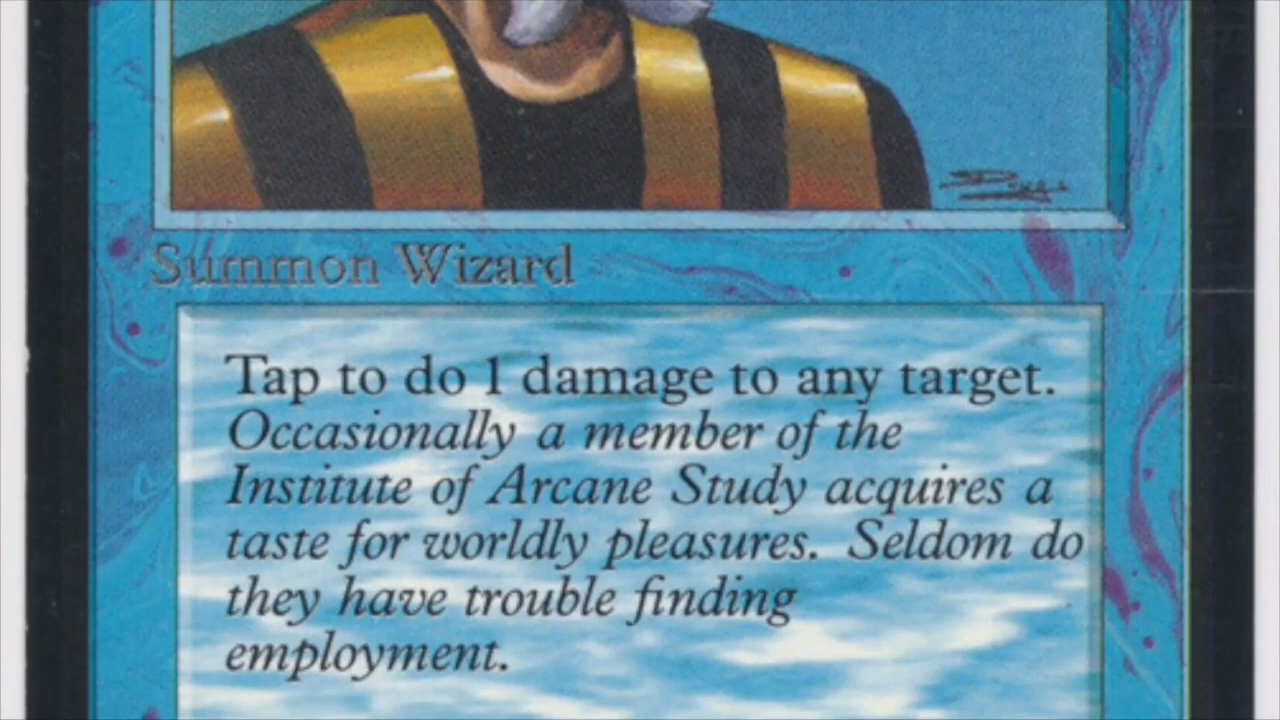 Summon Wizard
Tap to do 1 damage to any target.
Occasionally a member of the
Institute of Arcane Study acquires a
taste for worldly pleasures. Seldom do
they have trouble finding
employment.